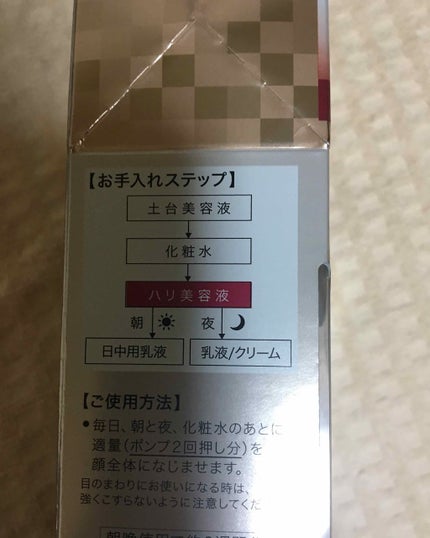 【お手入れステップ】
土台美容液
化粧水
ハリ美容液
朝 夜
日中用乳液 乳液/クリーム
【ご使用方法】
●毎日、朝と夜、化粧水のあとに
適量(ポンプ2回押し分)を
顔全体になじませます。
目のまわりにお使いになる時は、
強くこすらないように注意してくだ